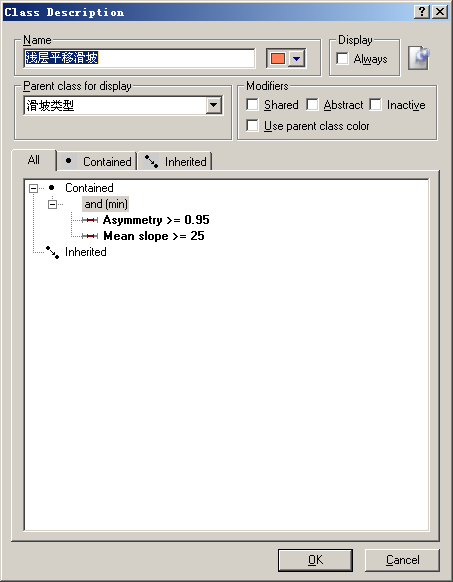 Class Description
Name
浅层平移滑坡
Display
Always
Parent class for display
滑坡类型
Modifiers
Shared
Abstract
Inactive
Use parent class color
All
Contained
Inherited
Contained
and (min)
Asymmetry >= 0.95
Mean slope >= 25
Inherited
OK
Cancel